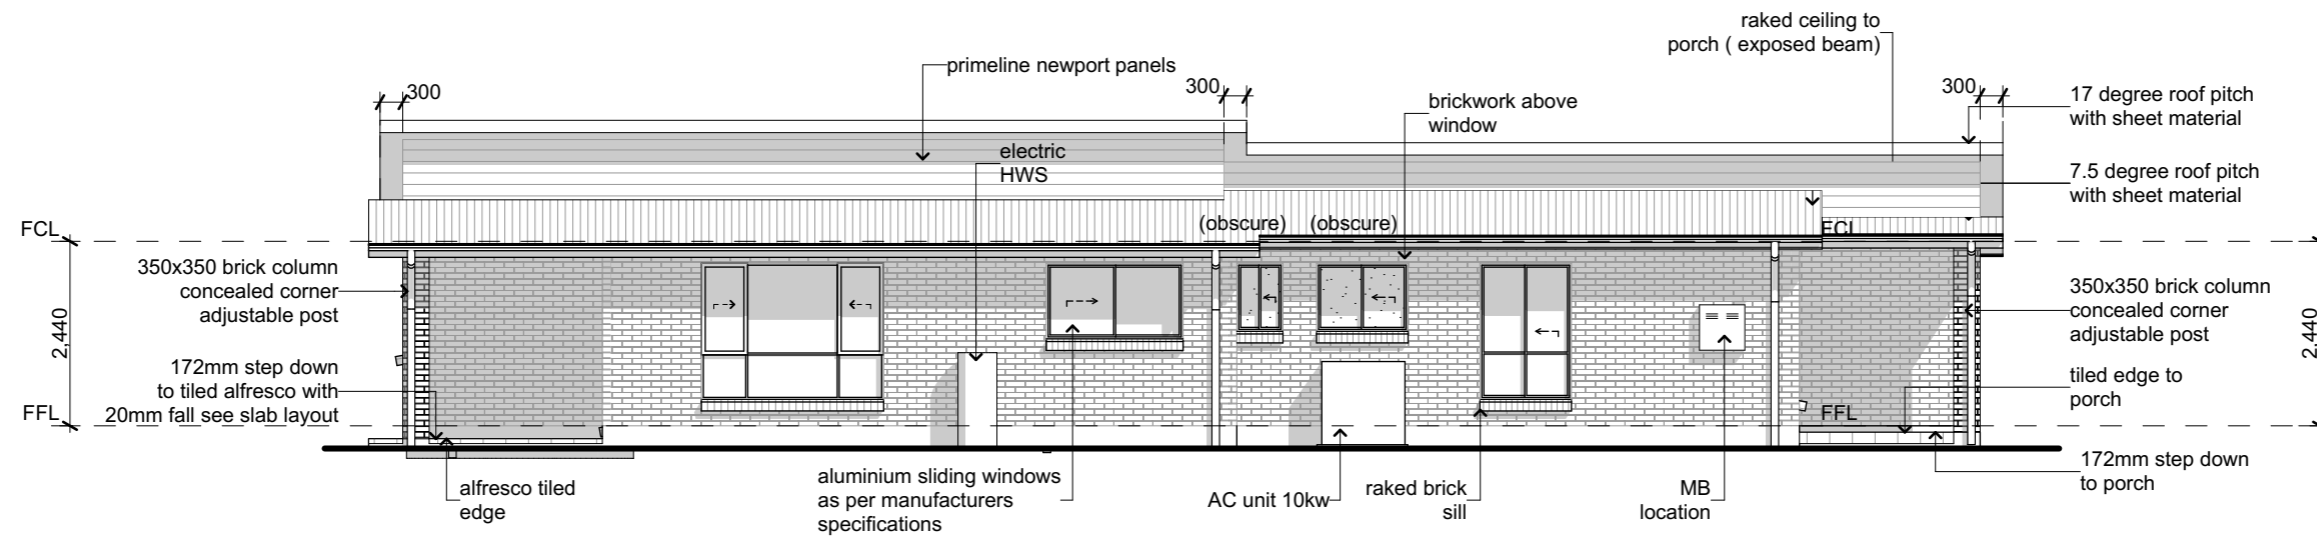 raked ceiling to
porch ( exposed beam)
primeline newport panels
300
300
300
brickwork above
window
17 degree roof pitch
with sheet material
electric
HWS
7.5 degree roof pitch
with sheet material
(obscure)
(obscure)
FCL
FCL
350x350 brick column
concealed corner
adjustable post
2,440
172mm step down
to tiled alfresco with
20mm fall see slab layout
FFL
350x350 brick column
concealed corner
adjustable post
2,440
tiled edge to
porch
FFL
172mm step down
to porch
alfresco tiled
edge
aluminium sliding windows
as per manufacturers
specifications
AC unit 10kw
raked brick
sill
MB
location